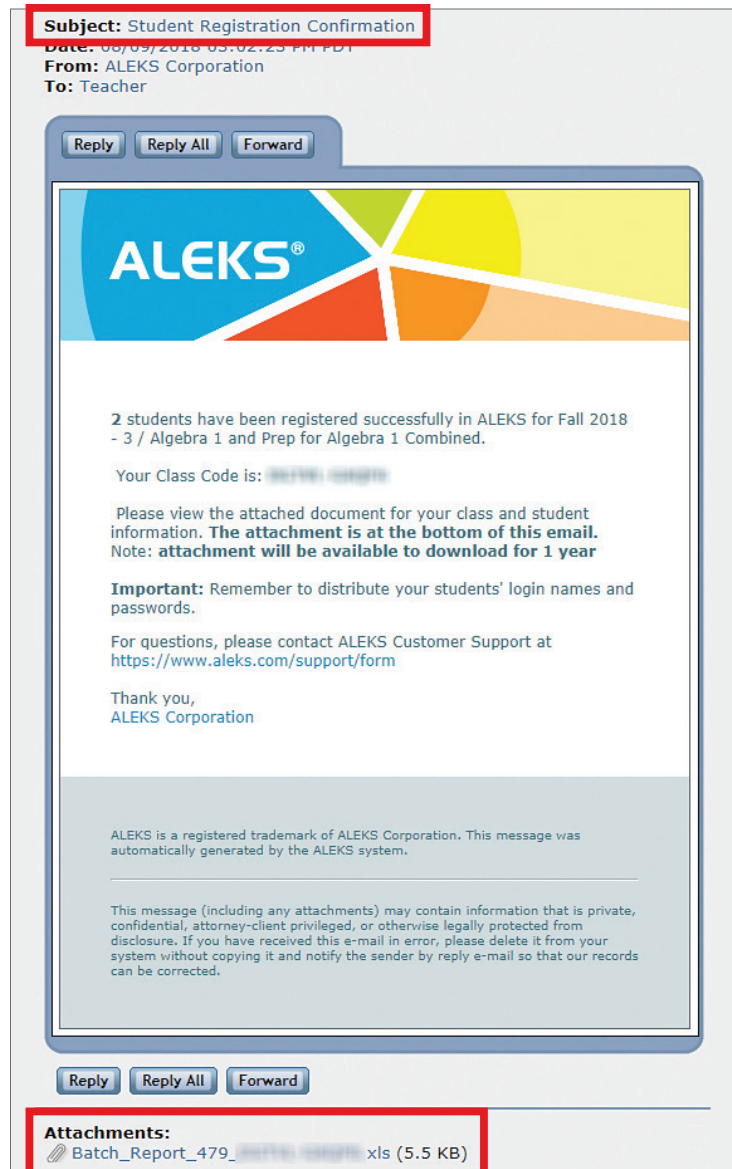 Subject: Student Registration Confirmation
Date: 08/09/2018 03:02:23 PM PDT
From: ALEKS Corporation
To: Teacher
Reply Reply All Forward
ALEKS®
2 students have been registered successfully in ALEKS for Fall 2018
- 3 / Algebra 1 and Prep for Algebra 1 Combined.
Your Class Code is:
Please view the attached document for your class and student
information. The attachment is at the bottom of this email.
Note: attachment will be available to download for 1 year
Important: Remember to distribute your students' login names and
passwords.
For questions, please contact ALEKS Customer Support at
https://www.aleks.com/support/form
Thank you,
ALEKS Corporation
ALEKS is a registered trademark of ALEKS Corporation. This message was
automatically generated by the ALEKS system.
This message (including any attachments) may contain information that is private,
confidential, attorney-client privileged, or otherwise legally protected from
disclosure. If you have received this e-mail in error, please delete it from your
system without copying it and notify the sender by reply e-mail so that our records
can be corrected.
Reply Reply All Forward
Attachments:
Batch_Report_479_ xls (5.5 KB)